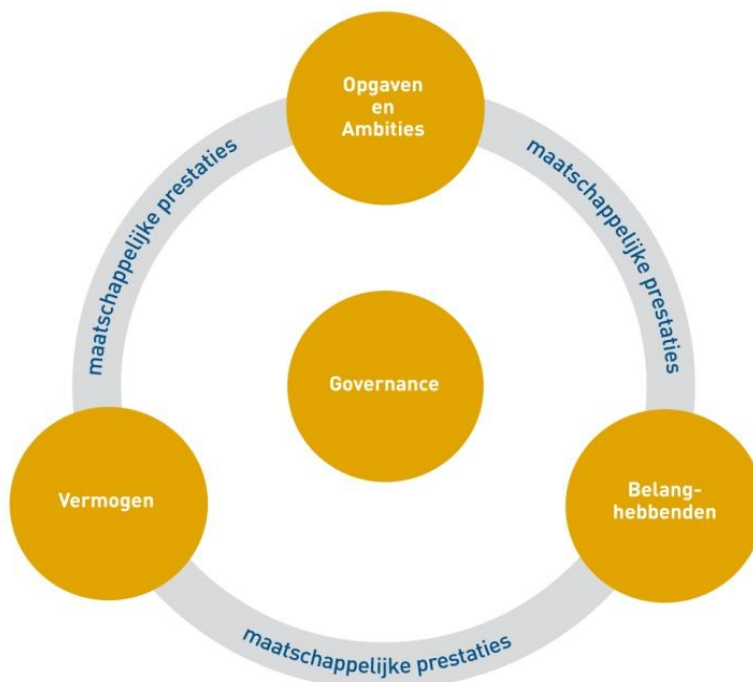 Opgaven
en
Ambities
maatschappelijke prestaties
maatschappelijke prestaties
Governance
Vermogen
Belang-
hebbenden
maatschappelijke prestaties